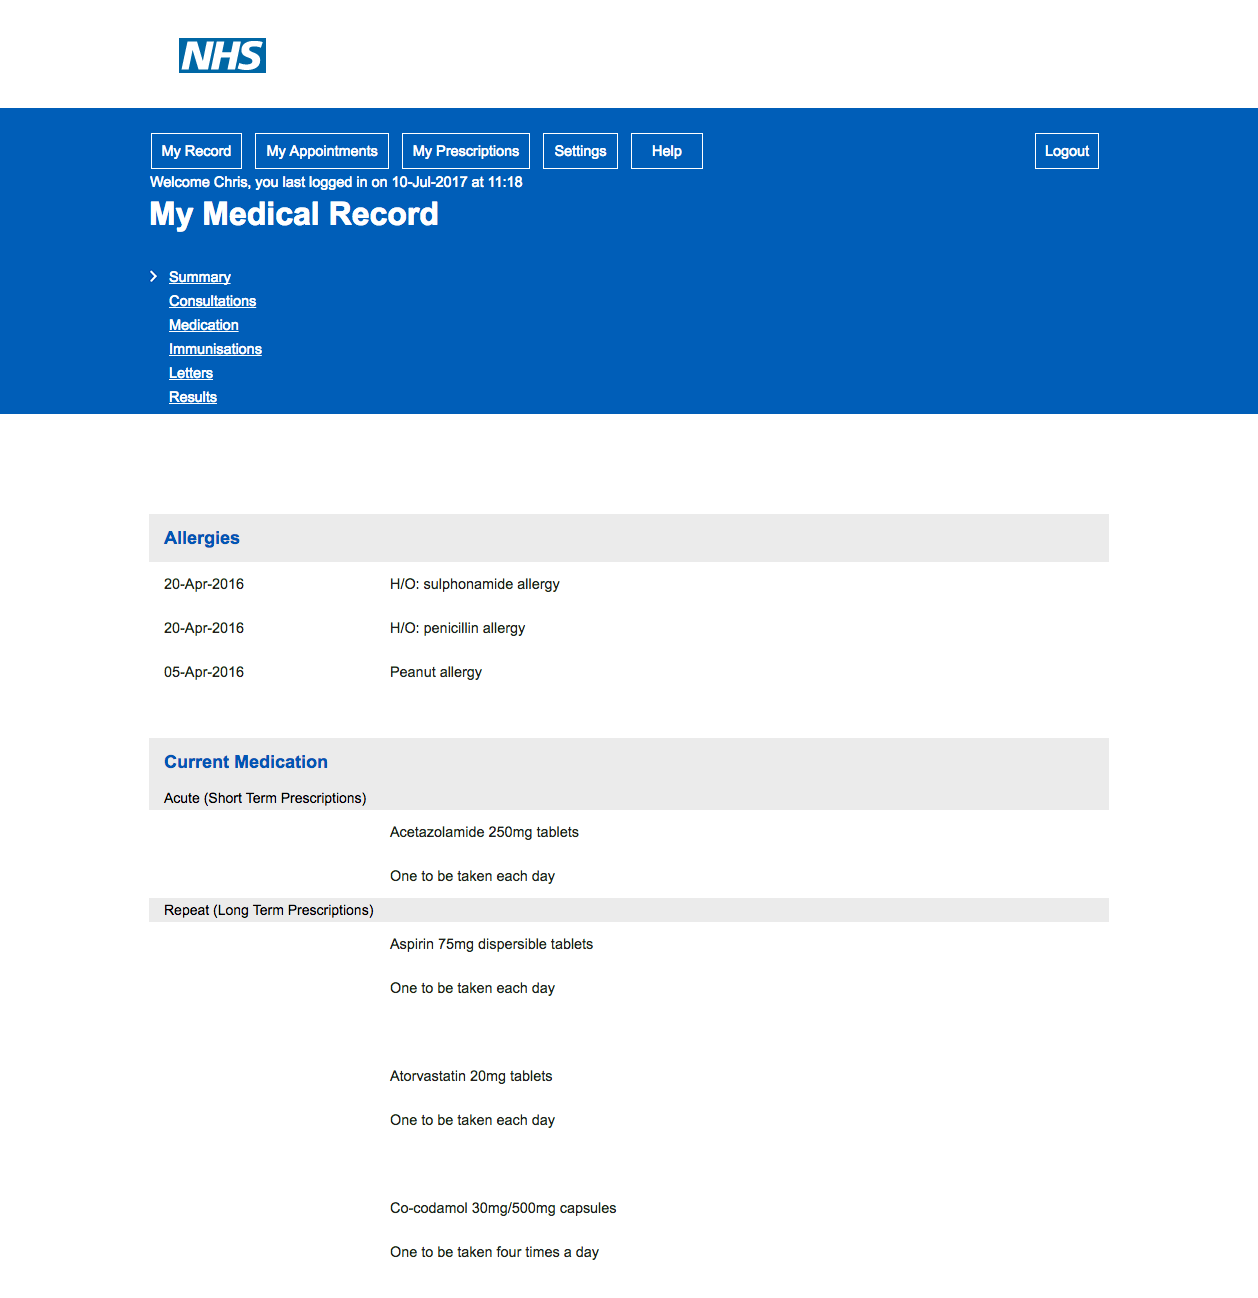 NHS
My Record My Appointments My Prescriptions Settings Help Logout
Welcome Chris, you last logged in on 10-Jul-2017 at 11:18
My Medical Record
Summary
Consultations
Medication
Immunisations
Letters
Results
Allergies
20-Apr-2016 H/O: sulphonamide allergy
20-Apr-2016 H/O: penicillin allergy
05-Apr-2016 Peanut allergy
Current Medication
Acute (Short Term Prescriptions)
Acetazolamide 250mg tablets
One to be taken each day
Repeat (Long Term Prescriptions)
Aspirin 75mg dispersible tablets
One to be taken each day
Atorvastatin 20mg tablets
One to be taken each day
Co-codamol 30mg/500mg capsules
One to be taken four times a day